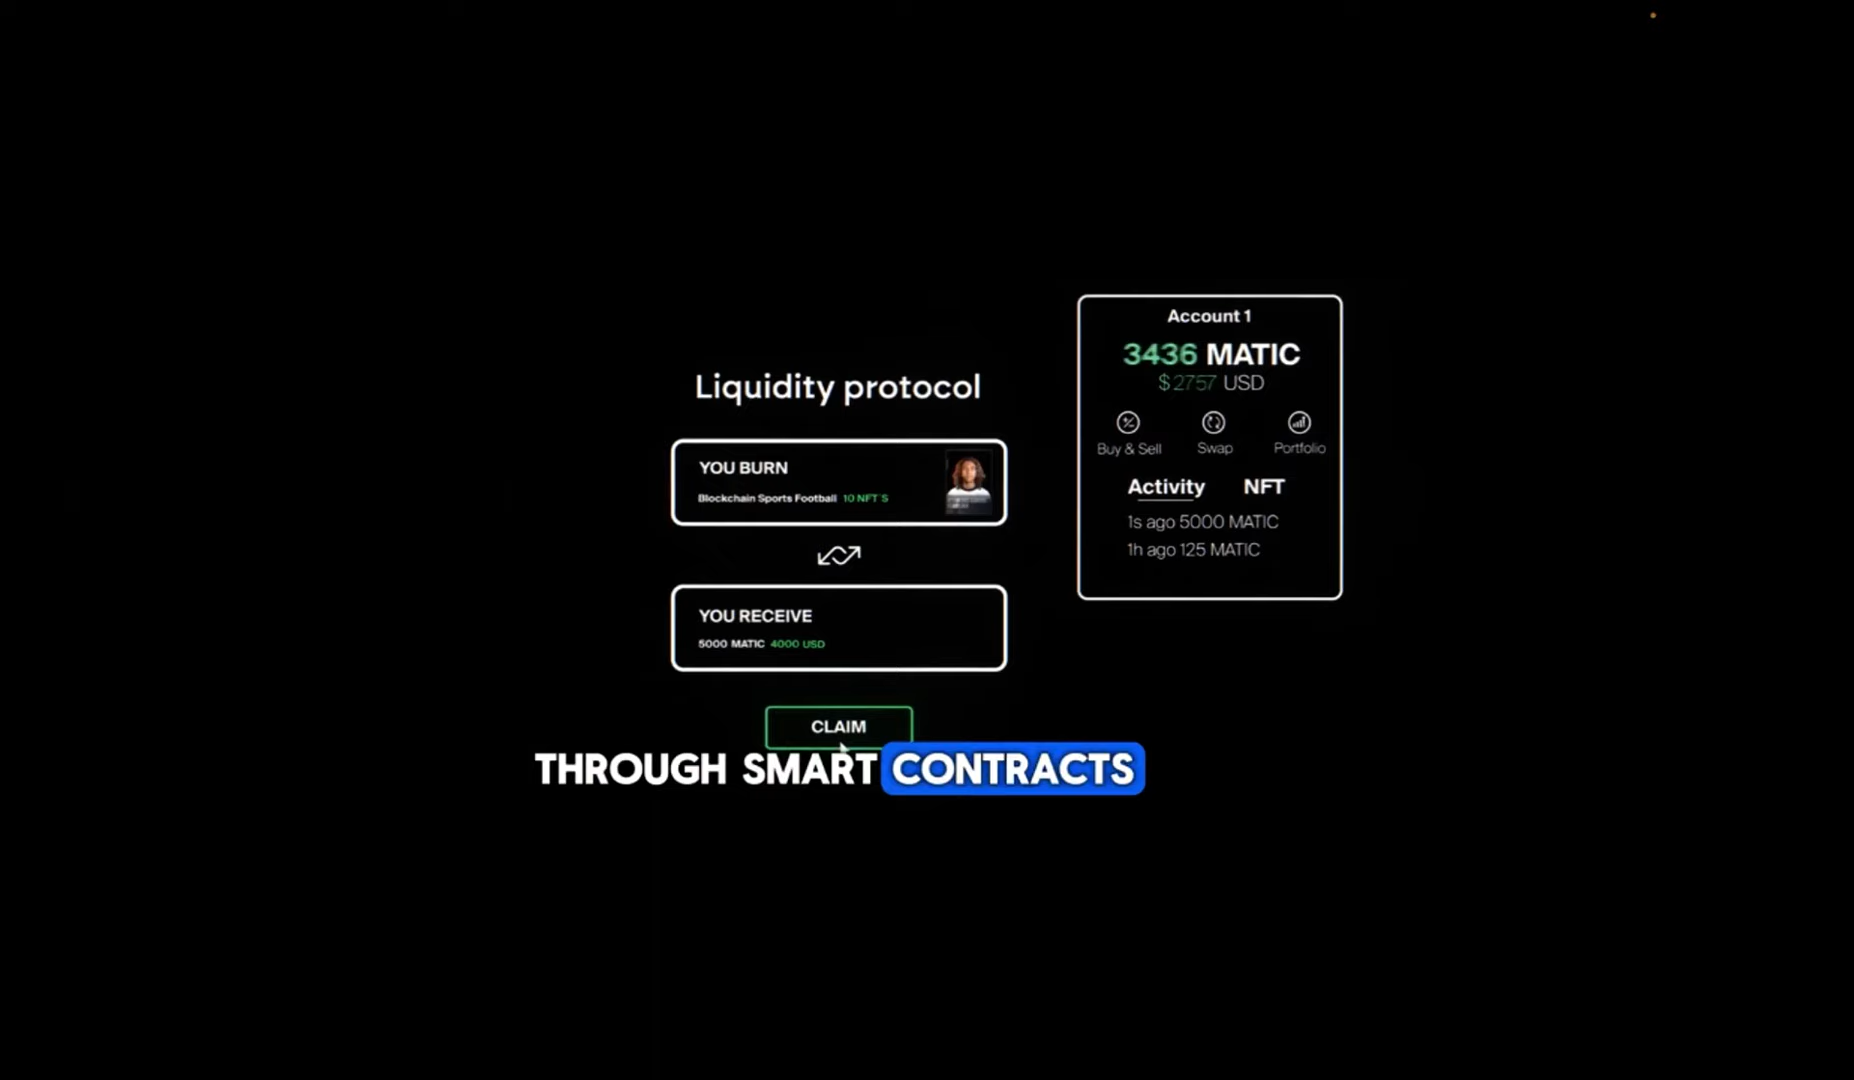 Liquidity protocol
YOU BURN
Blockchain Sports Football 10 NFT'S
YOU RECEIVE
5000 MATIC 4000 USD
CLAIM
THROUGH SMART CONTRACTS
Account 1
3436 MATIC
$2757 USD
Buy & Sell Swap Portfolio
Activity NFT
1s ago 5000 MATIC
1h ago 125 MATIC